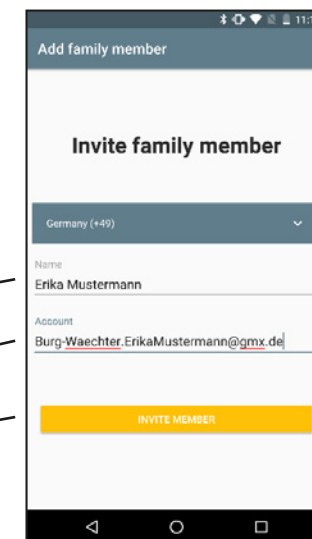 Add family member
Invite family member
Germany (+49)
Name
Erika Mustermann
Account
Burg-Waechter.ErikaMustermann@gmx.de
INVITE MEMBER